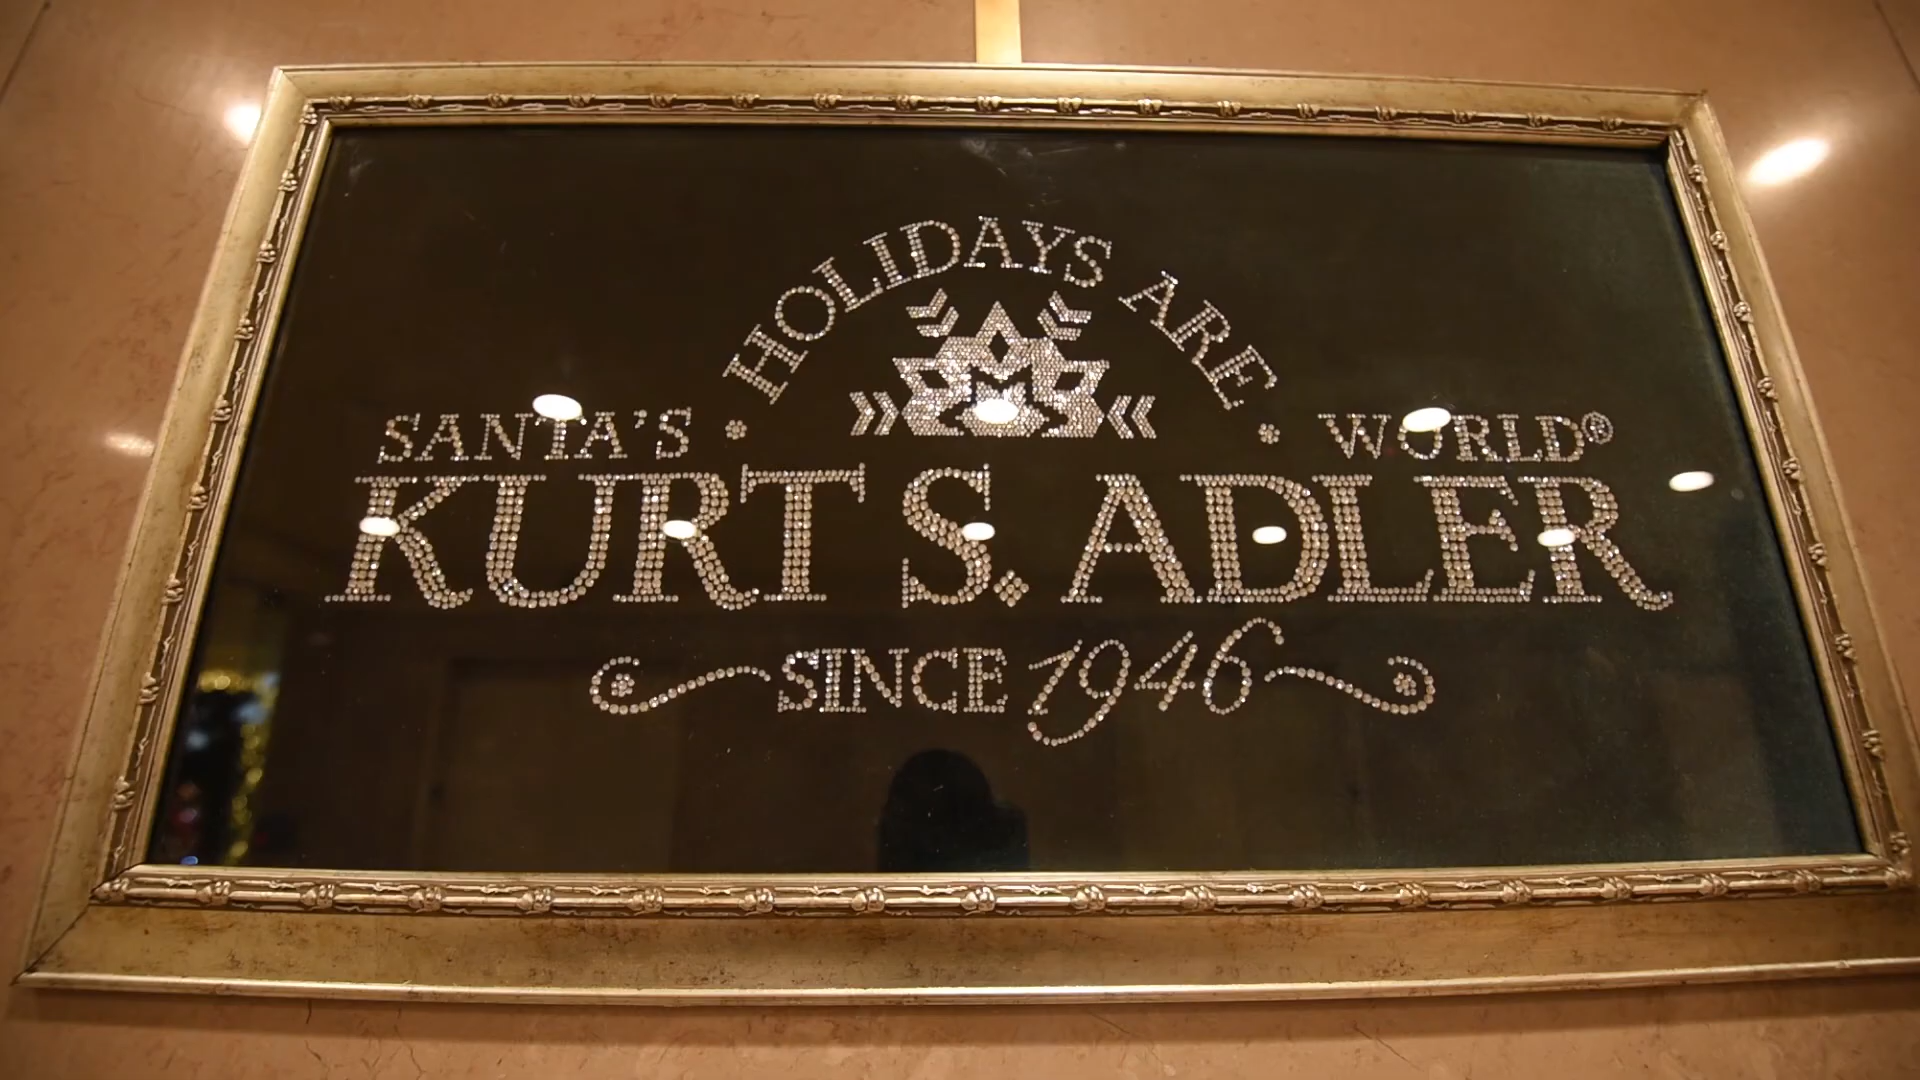 HOLIDAYS ARE
SANTA'S • WORLD®
KURT S. ADLER
SINCE 1946